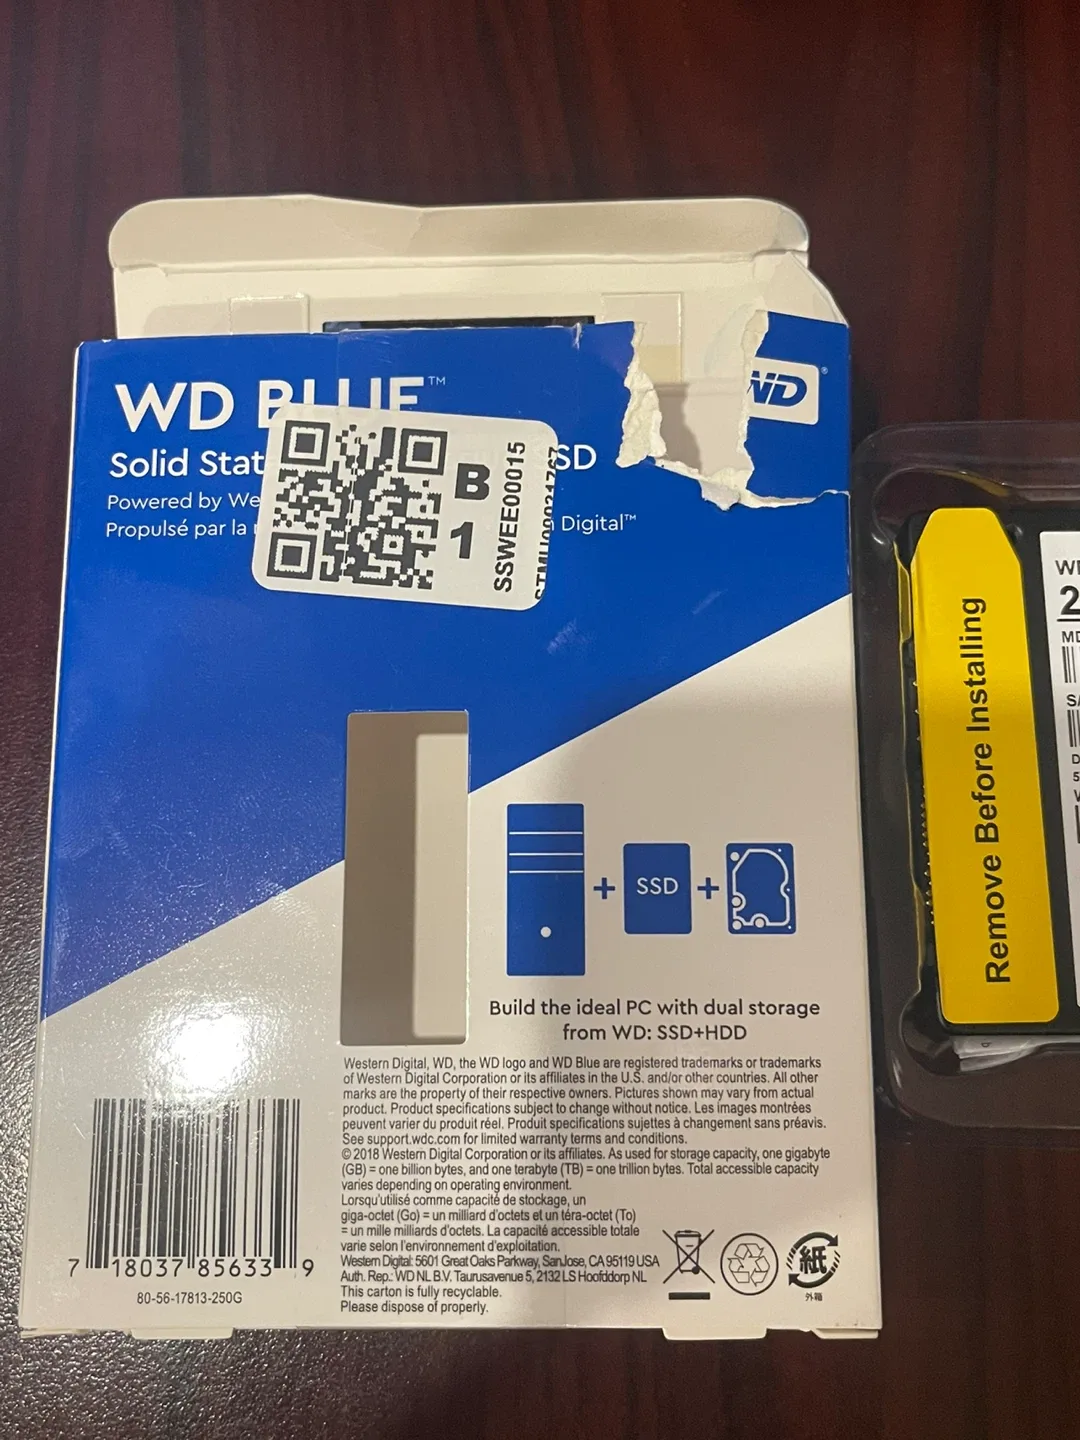 WD BLUE™
WD®
Solid Stat
SD
Powered by We
Propulsé par la
Digital™
B
1
SSWEE00015
SSD
Build the ideal PC with dual storage
from WD: SSD+HDD
Western Digital, WD, the WD logo and WD Blue are registered trademarks or trademarks
of Western Digital Corporation or its affiliates in the U.S. and/or other countries. All other
marks are the property of their respective owners. Pictures shown may vary from actual
product. Product specifications subject to change without notice. Les images montrées
peuvent varier du produit réel. Produit specifications sujettes à changement sans préavis.
See support.wdc.com for limited warranty terms and conditions.
© 2018 Western Digital Corporation or its affiliates. As used for storage capacity, one gigabyte
(GB) = one billion bytes, and one terabyte (TB) = one trillion bytes. Total accessible capacity
varies depending on operating environment.
Lorsqu'utilisé comme capacité de stockage, un
giga-octet (Go) = un milliard d'octets et un téra-octet (To)
= un mille milliards d'octets. La capacité accessible totale
varie selon l'environnement d'exploitation.
Western Digital: 5601 Great Oaks Parkway, San Jose, CA 95119 USA
Auth. Rep.: WD NL B.V. Taurusavenue 5, 2132 LS Hoofddorp NL
This carton is fully recyclable.
Please dispose of properly.
7 18037 85633 9
80-56-17813-250G
紙
外箱
Remove Before Installing